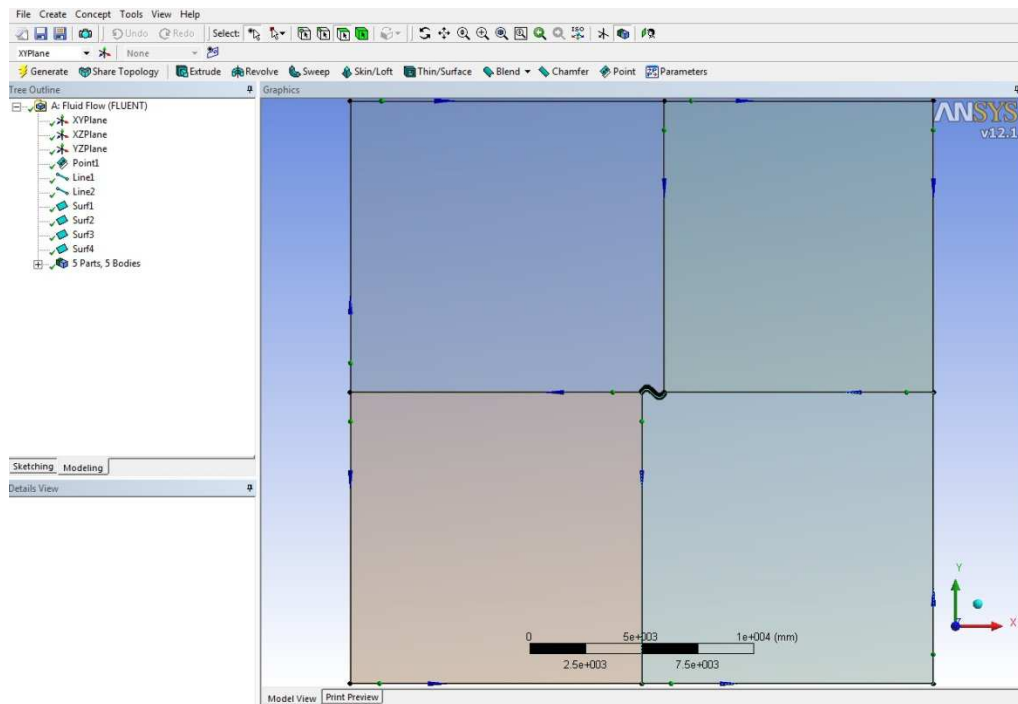 File Create Concept Tools View Help
Undo Redo Select:
XYPlane None
Generate Share Topology Extrude Revolve Sweep Skin/Loft Thin/Surface Blend Chamfer Point Parameters
Tree Outline
A: Fluid Flow (FLUENT)
XYPlane
XZPlane
YZPlane
Point1
Line1
Line2
Surf1
Surf2
Surf3
Surf4
5 Parts, 5 Bodies
Sketching Modeling
Details View
Graphics
ANSYS
v12.1
0 5e+003 1e+004 (mm)
2.5e+003 7.5e+003
Y
X
Model View Print Preview